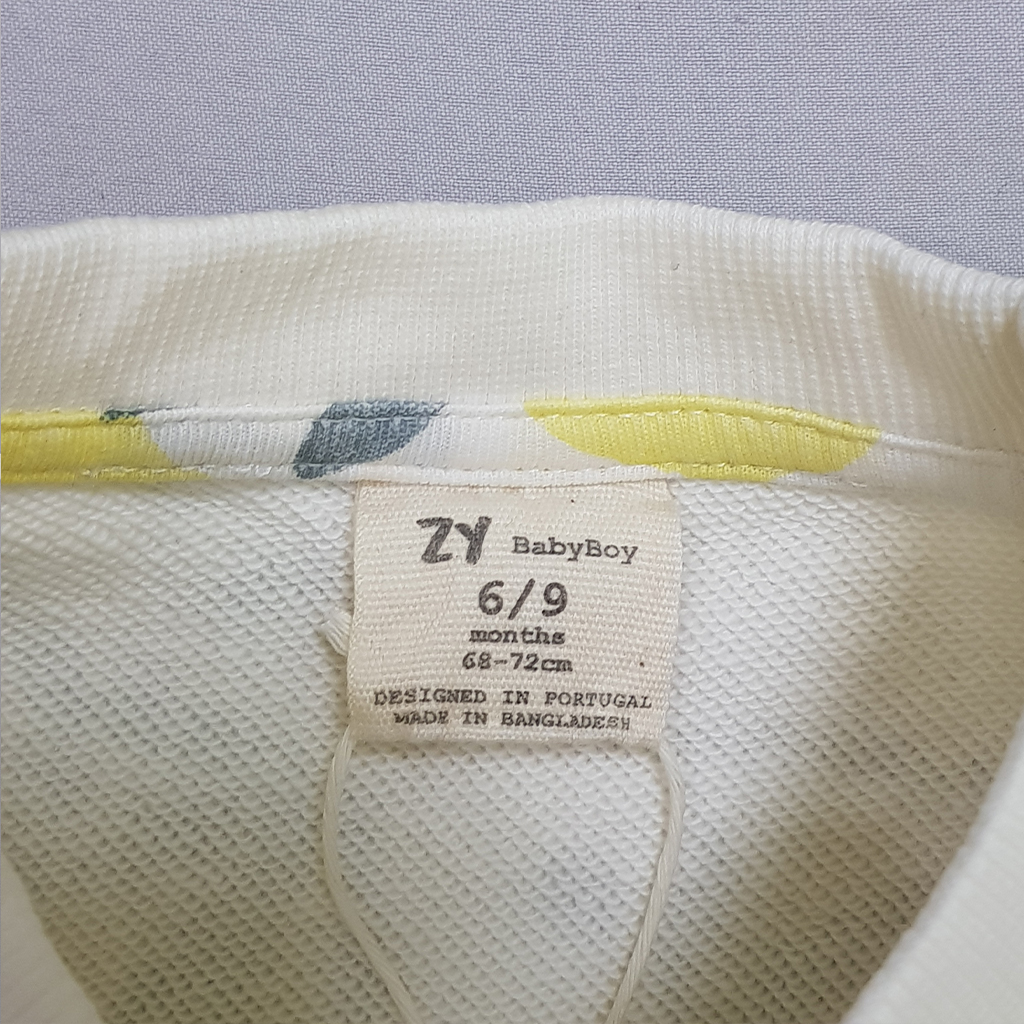 ZY BabyBoy
6/9
months
68-72cm
DESIGNED IN PORTUGAL
MADE IN BANGLADESH